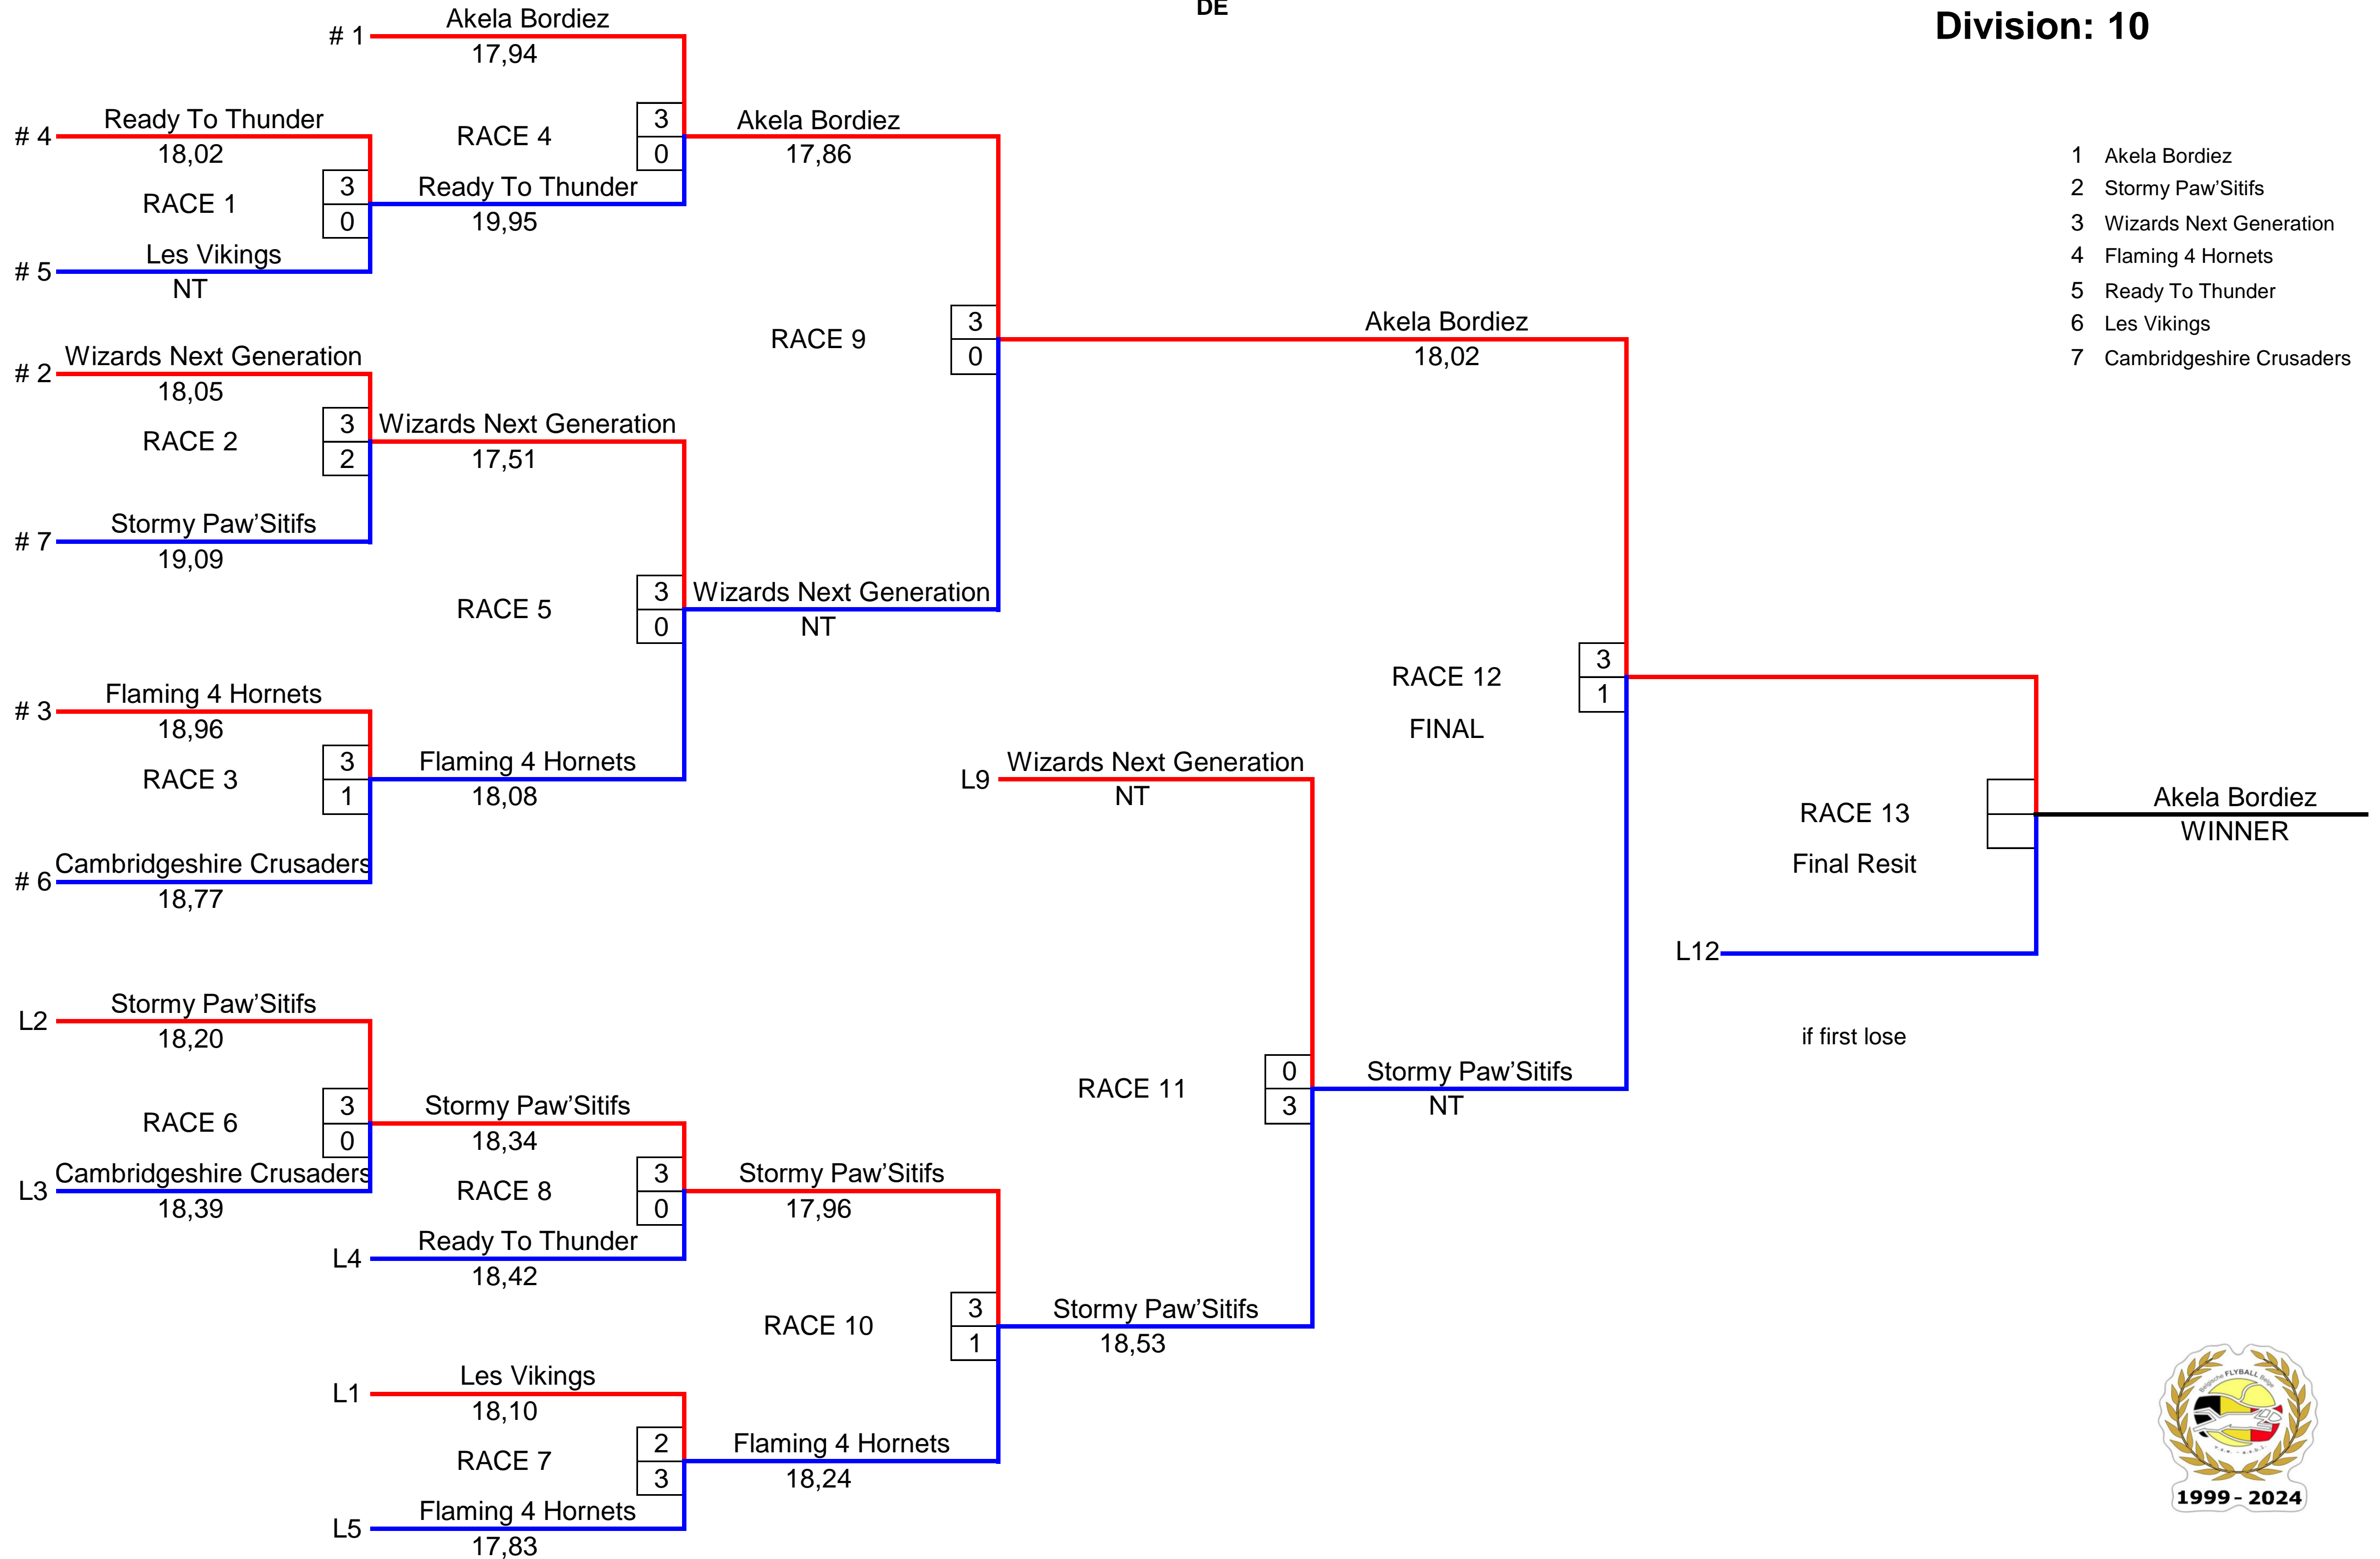 DE
Division: 10
# 1
Akela Bordiez
17,94
# 4
Ready To Thunder
18,02
RACE 1
3
0
# 5
Les Vikings
NT
RACE 4
3
0
Ready To Thunder
19,95
Akela Bordiez
17,86
# 2
Wizards Next Generation
18,05
RACE 2
3
2
# 7
Stormy Paw'Sitifs
19,09
Wizards Next Generation
17,51
RACE 5
3
0
Wizards Next Generation
NT
RACE 9
3
0
Akela Bordiez
18,02
# 3
Flaming 4 Hornets
18,96
RACE 3
3
1
# 6
Cambridgeshire Crusaders
18,77
Flaming 4 Hornets
18,08
L9
Wizards Next Generation
NT
RACE 12
3
1
FINAL
RACE 13
Final Resit
Akela Bordiez
WINNER
L12
if first lose
L2
Stormy Paw'Sitifs
18,20
RACE 6
3
0
L3
Cambridgeshire Crusaders
18,39
Stormy Paw'Sitifs
18,34
RACE 8
3
0
L4
Ready To Thunder
18,42
Stormy Paw'Sitifs
17,96
RACE 11
0
3
Stormy Paw'Sitifs
NT
RACE 10
3
1
Stormy Paw'Sitifs
18,53
L1
Les Vikings
18,10
RACE 7
2
3
L5
Flaming 4 Hornets
17,83
Flaming 4 Hornets
18,24
1 Akela Bordiez
2 Stormy Paw'Sitifs
3 Wizards Next Generation
4 Flaming 4 Hornets
5 Ready To Thunder
6 Les Vikings
7 Cambridgeshire Crusaders
Belgische FLYBALL Belge
v.z.w. - a.s.b.l.
1999 - 2024